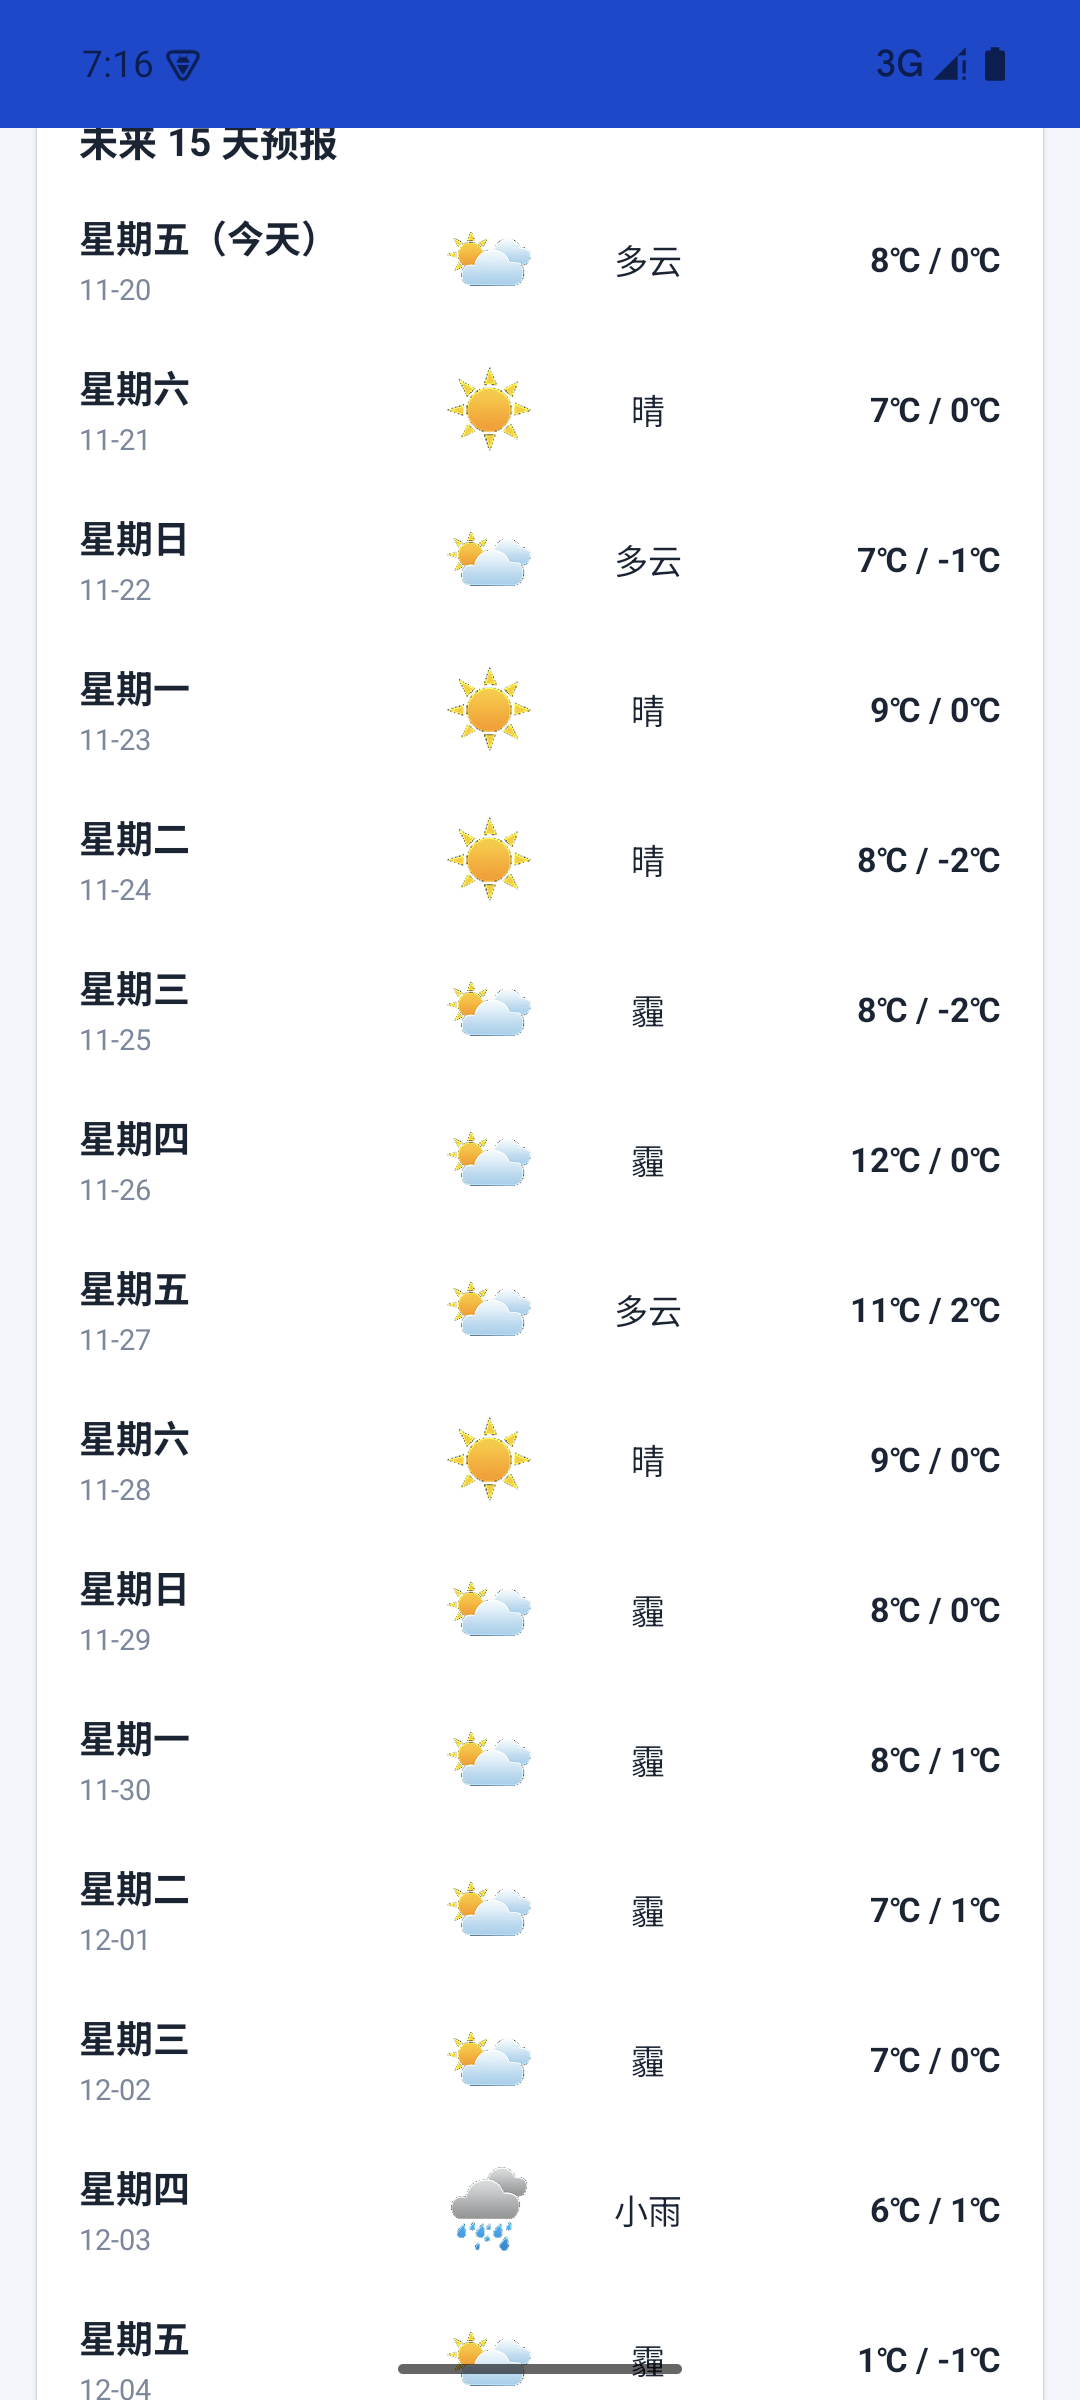 7:16
3G
未来 15 天预报
星期五（今天）
11-20
多云
8℃ / 0℃
星期六
11-21
晴
7℃ / 0℃
星期日
11-22
多云
7℃ / -1℃
星期一
11-23
晴
9℃ / 0℃
星期二
11-24
晴
8℃ / -2℃
星期三
11-25
霾
8℃ / -2℃
星期四
11-26
霾
12℃ / 0℃
星期五
11-27
多云
11℃ / 2℃
星期六
11-28
晴
9℃ / 0℃
星期日
11-29
霾
8℃ / 0℃
星期一
11-30
霾
8℃ / 1℃
星期二
12-01
霾
7℃ / 1℃
星期三
12-02
霾
7℃ / 0℃
星期四
12-03
小雨
6℃ / 1℃
星期五
12-04
霾
1℃ / -1℃